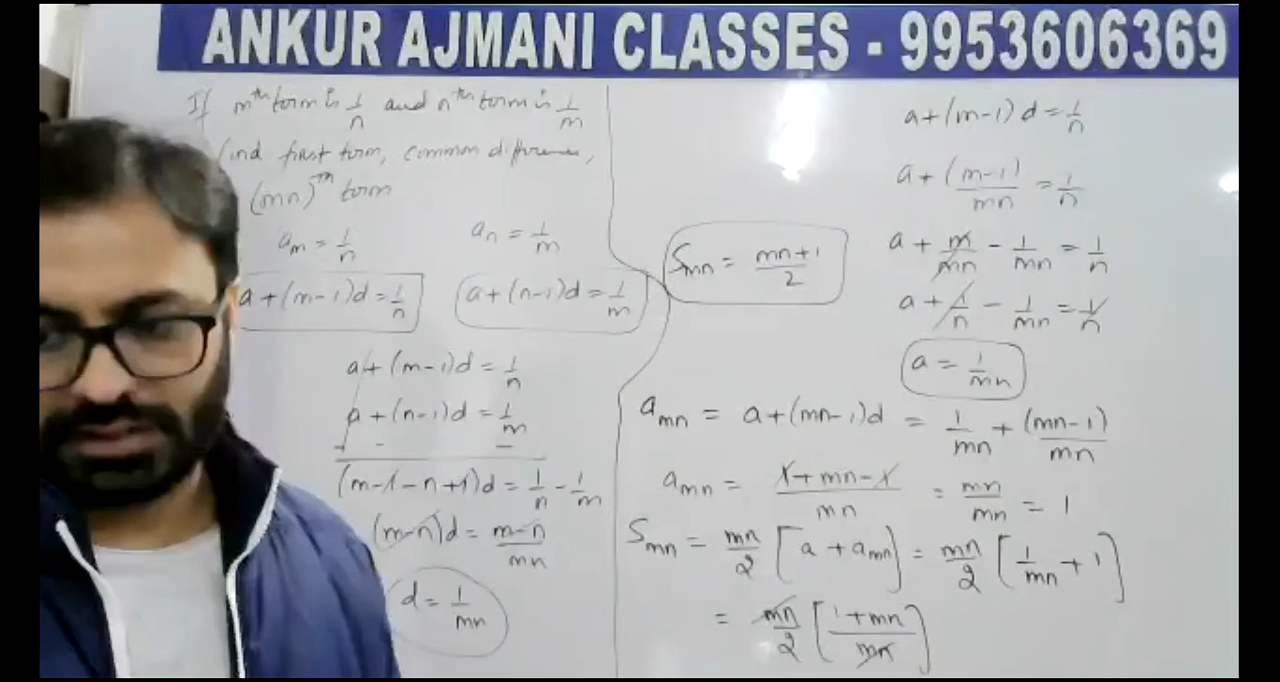 ANKUR AJMANI CLASSES - 9953606369
If mth term is 1/n and nth term is 1/m
ind first term, common difference,
(mn)th term
am = 1/n
an = 1/m
a+(m-1)d = 1/n
a+(n-1)d = 1/m
a+(m-1)d = 1/n
a+(n-1)d = 1/m
- - -
(m-1-n+1)d = 1/n - 1/m
(m-n)d = m-n/mn
d = 1/mn
Smn = mn+1/2
a+(m-1)d = 1/n
a+(m-1)/mn = 1/n
a+m/mn - 1/mn = 1/n
a+1/n - 1/mn = 1/n
a = 1/mn
amn = a+(mn-1)d = 1/mn + (mn-1)/mn
amn = 1+mn-1/mn = mn/mn = 1
Smn = mn/2 [a+amn] = mn/2 [1/mn + 1]
= mn/2 [1+mn/mn]